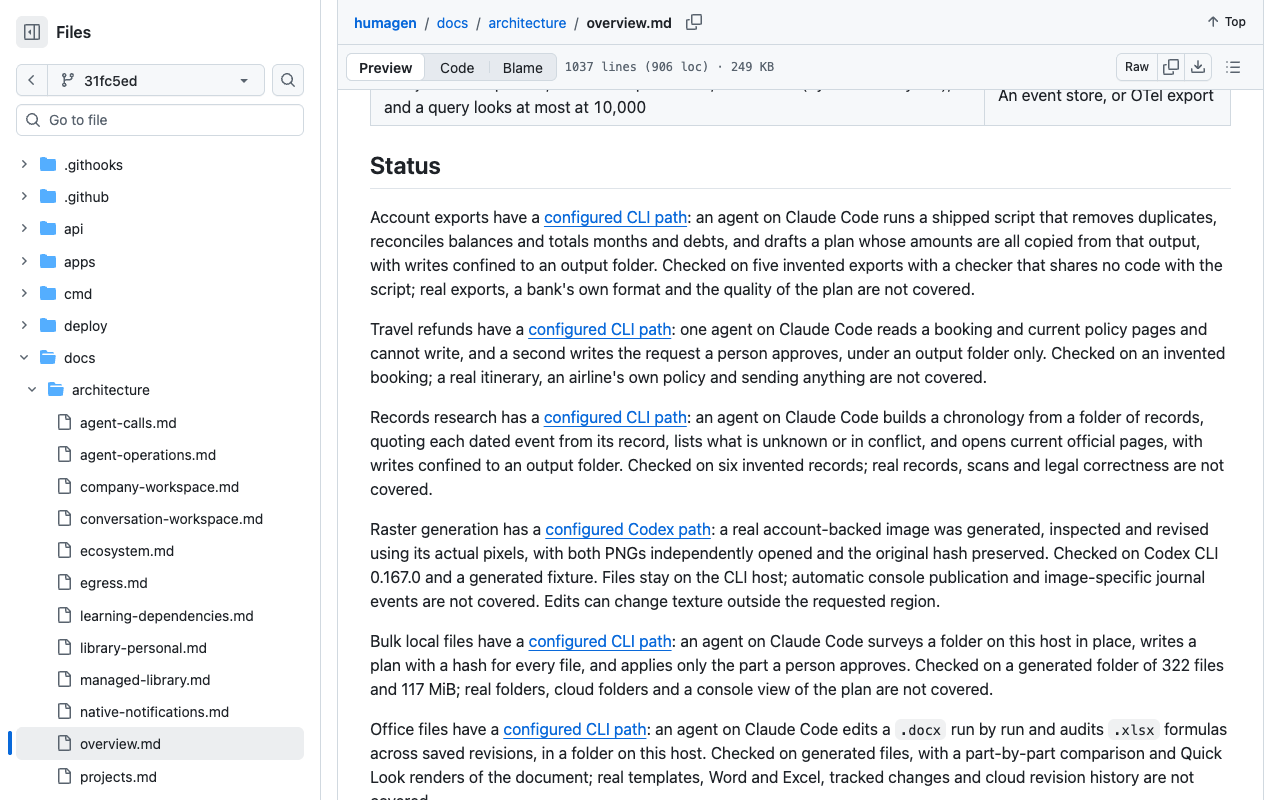 Files
humagen / docs / architecture / overview.md
Top
31fc5ed
Preview Code Blame 1037 lines (906 loc) · 249 KB Raw
Go to file
and a query looks at most at 10,000
An event store, or OTel export
.githooks
.github
api
apps
cmd
deploy
docs
architecture
agent-calls.md
agent-operations.md
company-workspace.md
conversation-workspace.md
ecosystem.md
egress.md
learning-dependencies.md
library-personal.md
managed-library.md
native-notifications.md
overview.md
projects.md
Status
Account exports have a configured CLI path: an agent on Claude Code runs a shipped script that removes duplicates,
reconciles balances and totals months and debts, and drafts a plan whose amounts are all copied from that output,
with writes confined to an output folder. Checked on five invented exports with a checker that shares no code with the
script; real exports, a bank's own format and the quality of the plan are not covered.
Travel refunds have a configured CLI path: one agent on Claude Code reads a booking and current policy pages and
cannot write, and a second writes the request a person approves, under an output folder only. Checked on an invented
booking; a real itinerary, an airline's own policy and sending anything are not covered.
Records research has a configured CLI path: an agent on Claude Code builds a chronology from a folder of records,
quoting each dated event from its record, lists what is unknown or in conflict, and opens current official pages, with
writes confined to an output folder. Checked on six invented records; real records, scans and legal correctness are not
covered.
Raster generation has a configured Codex path: a real account-backed image was generated, inspected and revised
using its actual pixels, with both PNGs independently opened and the original hash preserved. Checked on Codex CLI
0.167.0 and a generated fixture. Files stay on the CLI host; automatic console publication and image-specific journal
events are not covered. Edits can change texture outside the requested region.
Bulk local files have a configured CLI path: an agent on Claude Code surveys a folder on this host in place, writes a
plan with a hash for every file, and applies only the part a person approves. Checked on a generated folder of 322 files
and 117 MiB; real folders, cloud folders and a console view of the plan are not covered.
Office files have a configured CLI path: an agent on Claude Code edits a .docx run by run and audits .xlsx formulas
across saved revisions, in a folder on this host. Checked on generated files, with a part-by-part comparison and Quick
Look renders of the document; real templates, Word and Excel, tracked changes and cloud revision history are not